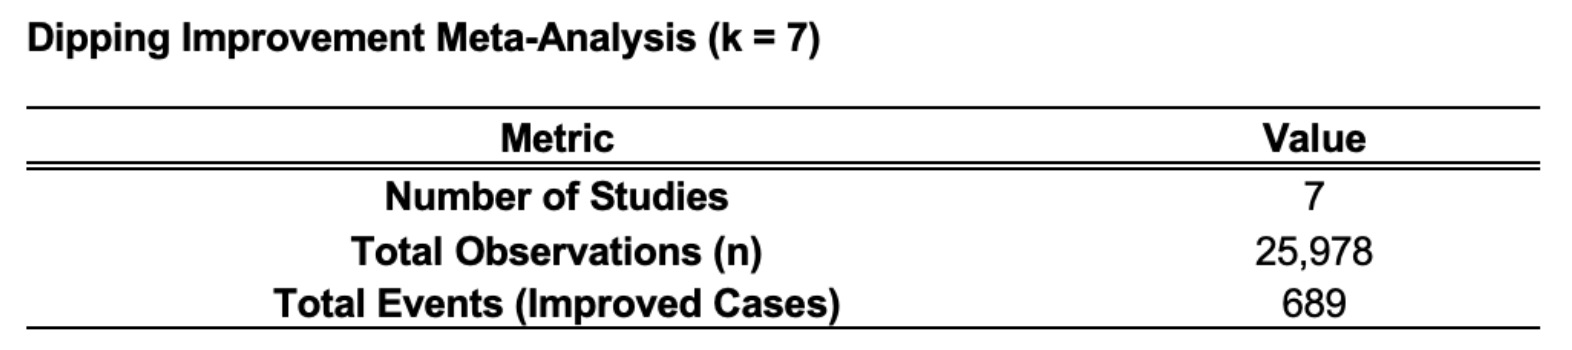 Dipping Improvement Meta-Analysis (k = 7)
Metric Value
Number of Studies 7
Total Observations (n) 25,978
Total Events (Improved Cases) 689